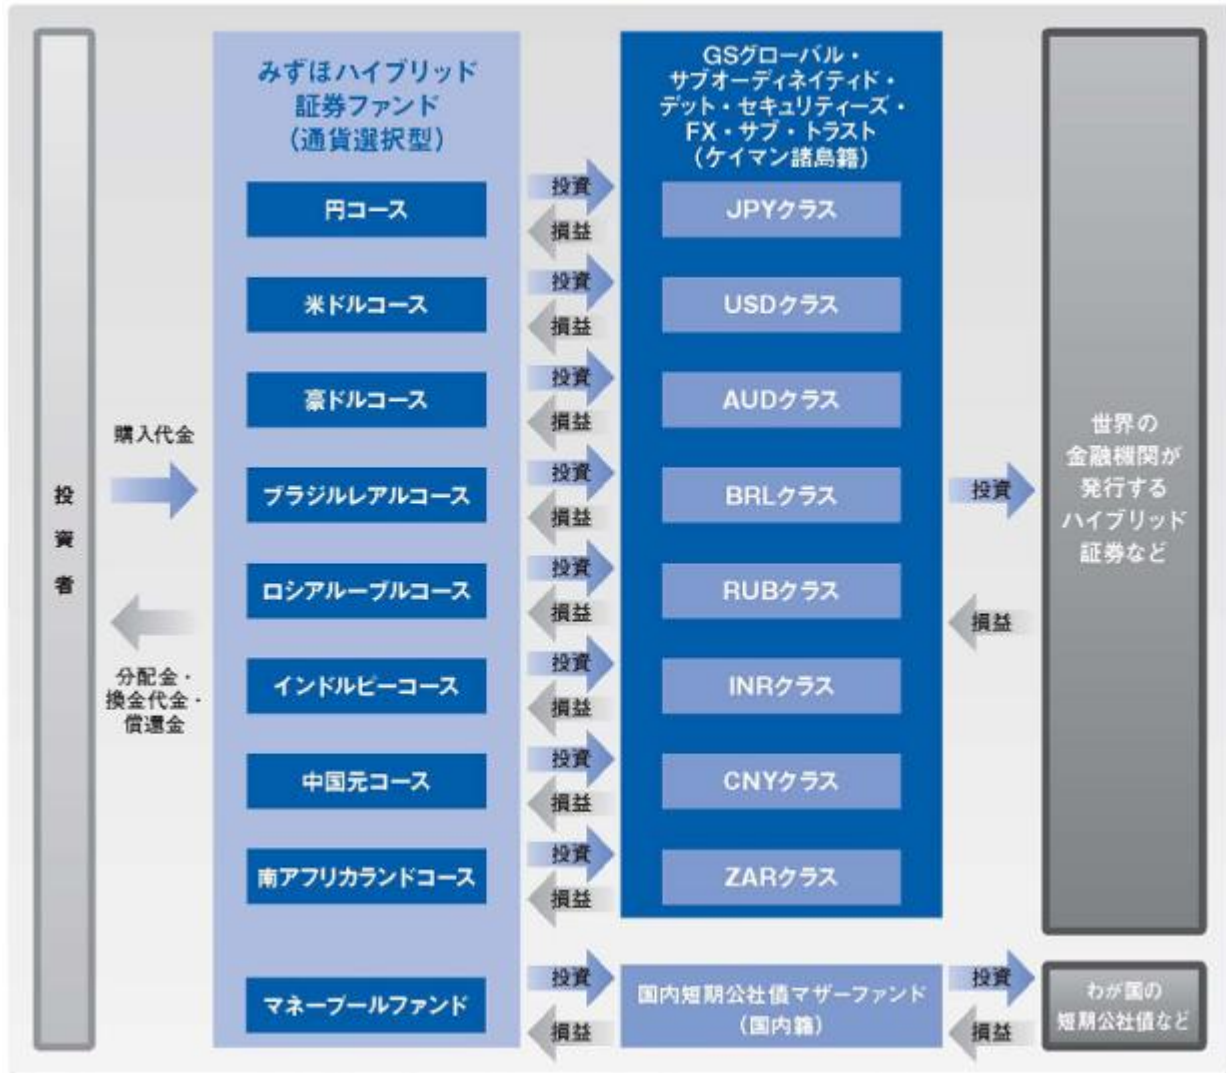 投資者
購入代金
分配金・
換金代金・
償還金
みずほハイブリッド
証券ファンド
(通貨選択型)
円コース
米ドルコース
豪ドルコース
ブラジルレアルコース
ロシアルーブルコース
インドルピーコース
中国元コース
南アフリカランドコース
マネープールファンド
投資
損益
投資
損益
投資
損益
投資
損益
投資
損益
投資
損益
投資
損益
投資
損益
投資
損益
GSグローバル・
サブオーディネイティド・
デット・セキュリティーズ・
FX・サブ・トラスト
(ケイマン諸島籍)
JPYクラス
USDクラス
AUDクラス
BRLクラス
RUBクラス
INRクラス
CNYクラス
ZARクラス
国内短期公社債マザーファンド
(国内籍)
投資
損益
投資
損益
世界の
金融機関が
発行する
ハイブリッド
証券など
わが国の
短期公社債など